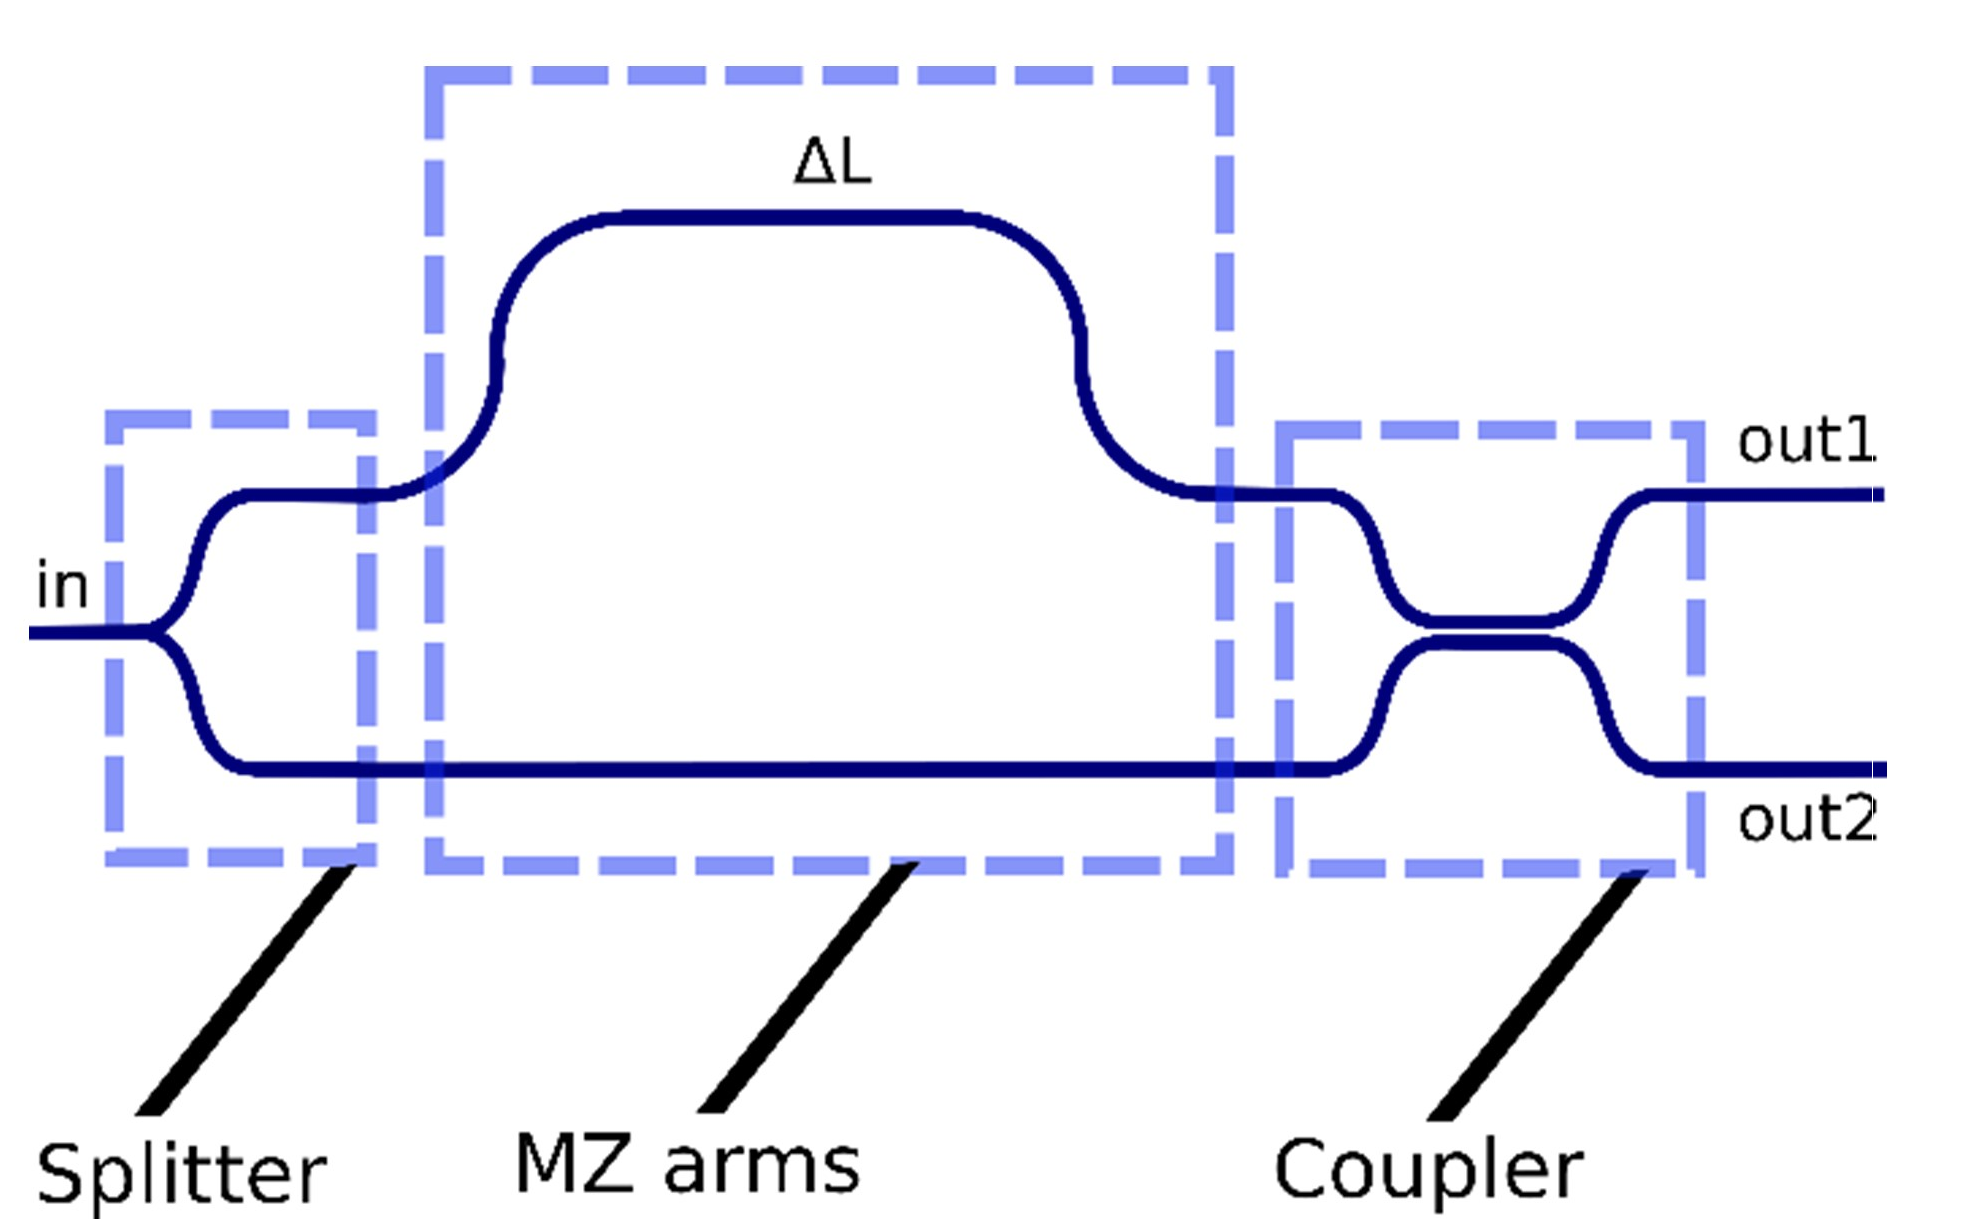 ΔL
out1
in
out2
Splitter
MZ arms
Coupler